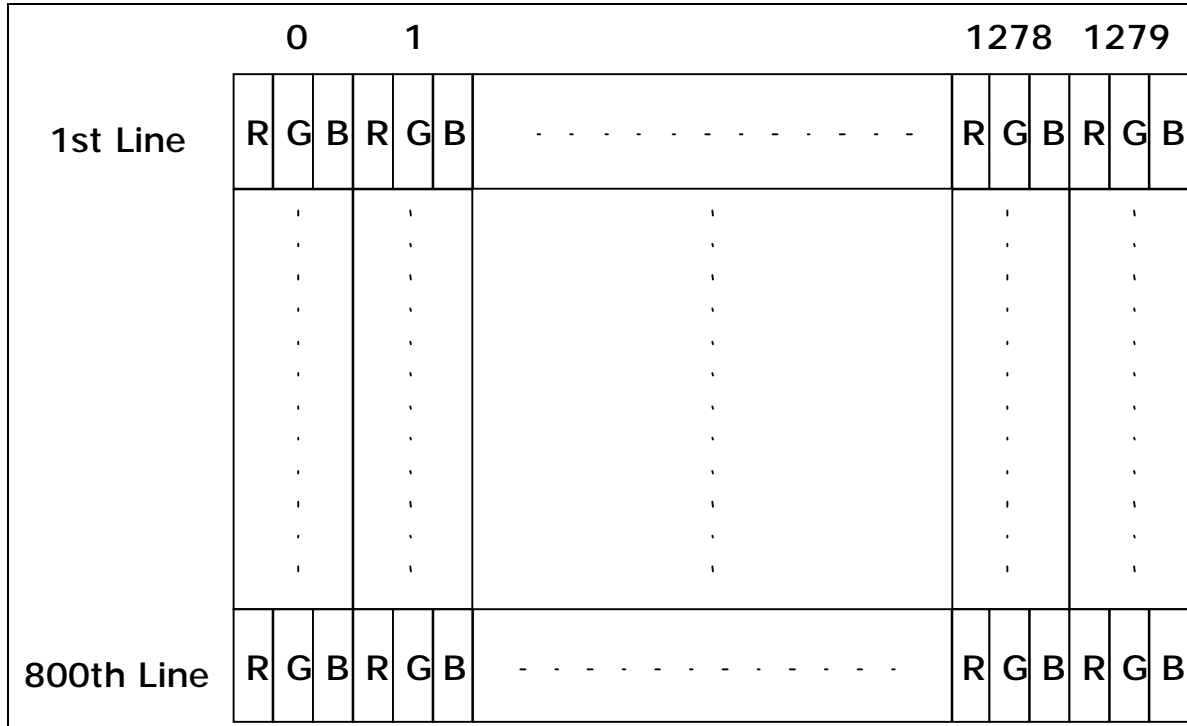 0 1 1278 1279
1st Line R G B R G B - - - - - - - - - - - - R G B R G B
800th Line R G B R G B - - - - - - - - - - - - R G B R G B